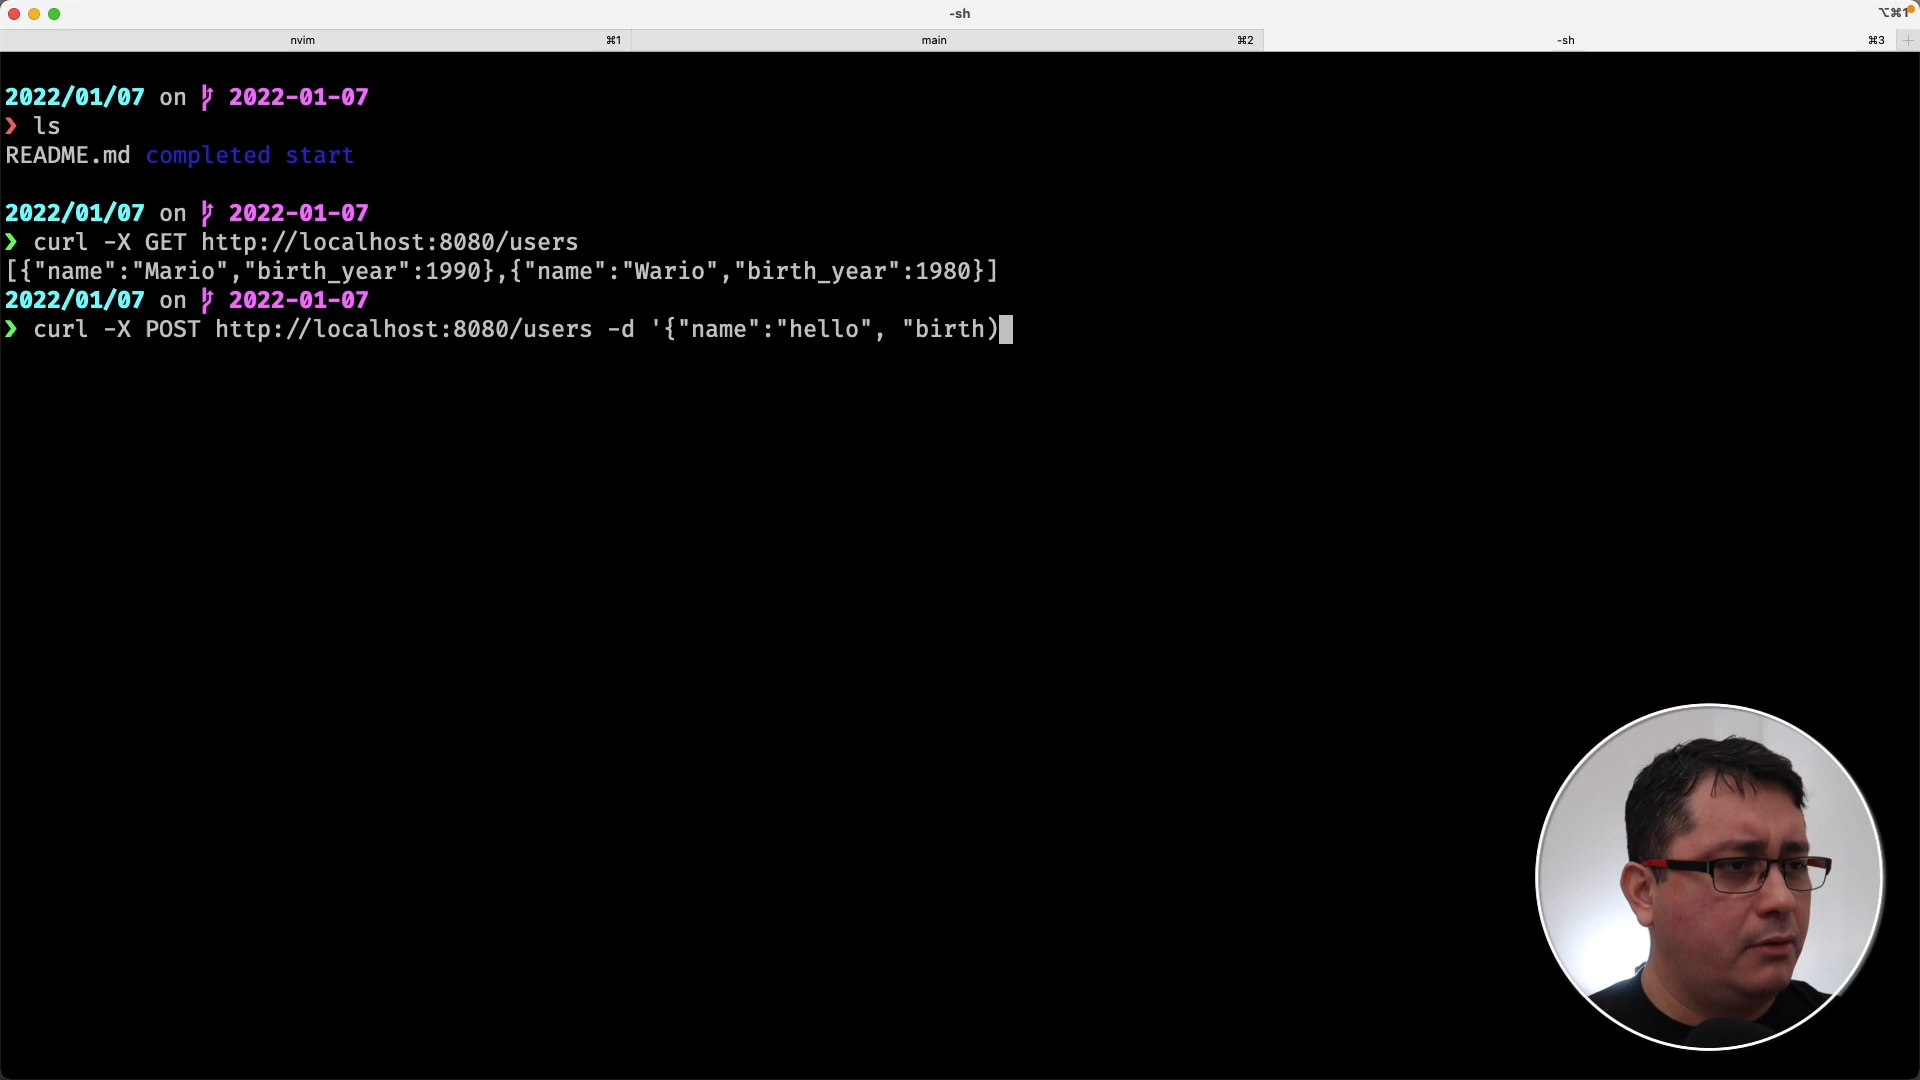 -sh
⌥⌘1
nvim ⌘1 main ⌘2 -sh ⌘3
2022/01/07 on 2022-01-07
❯ ls
README.md completed start
2022/01/07 on 2022-01-07
❯ curl -X GET http://localhost:8080/users
[{"name":"Mario","birth_year":1990},{"name":"Wario","birth_year":1980}]
2022/01/07 on 2022-01-07
❯ curl -X POST http://localhost:8080/users -d '{"name":"hello", "birth)